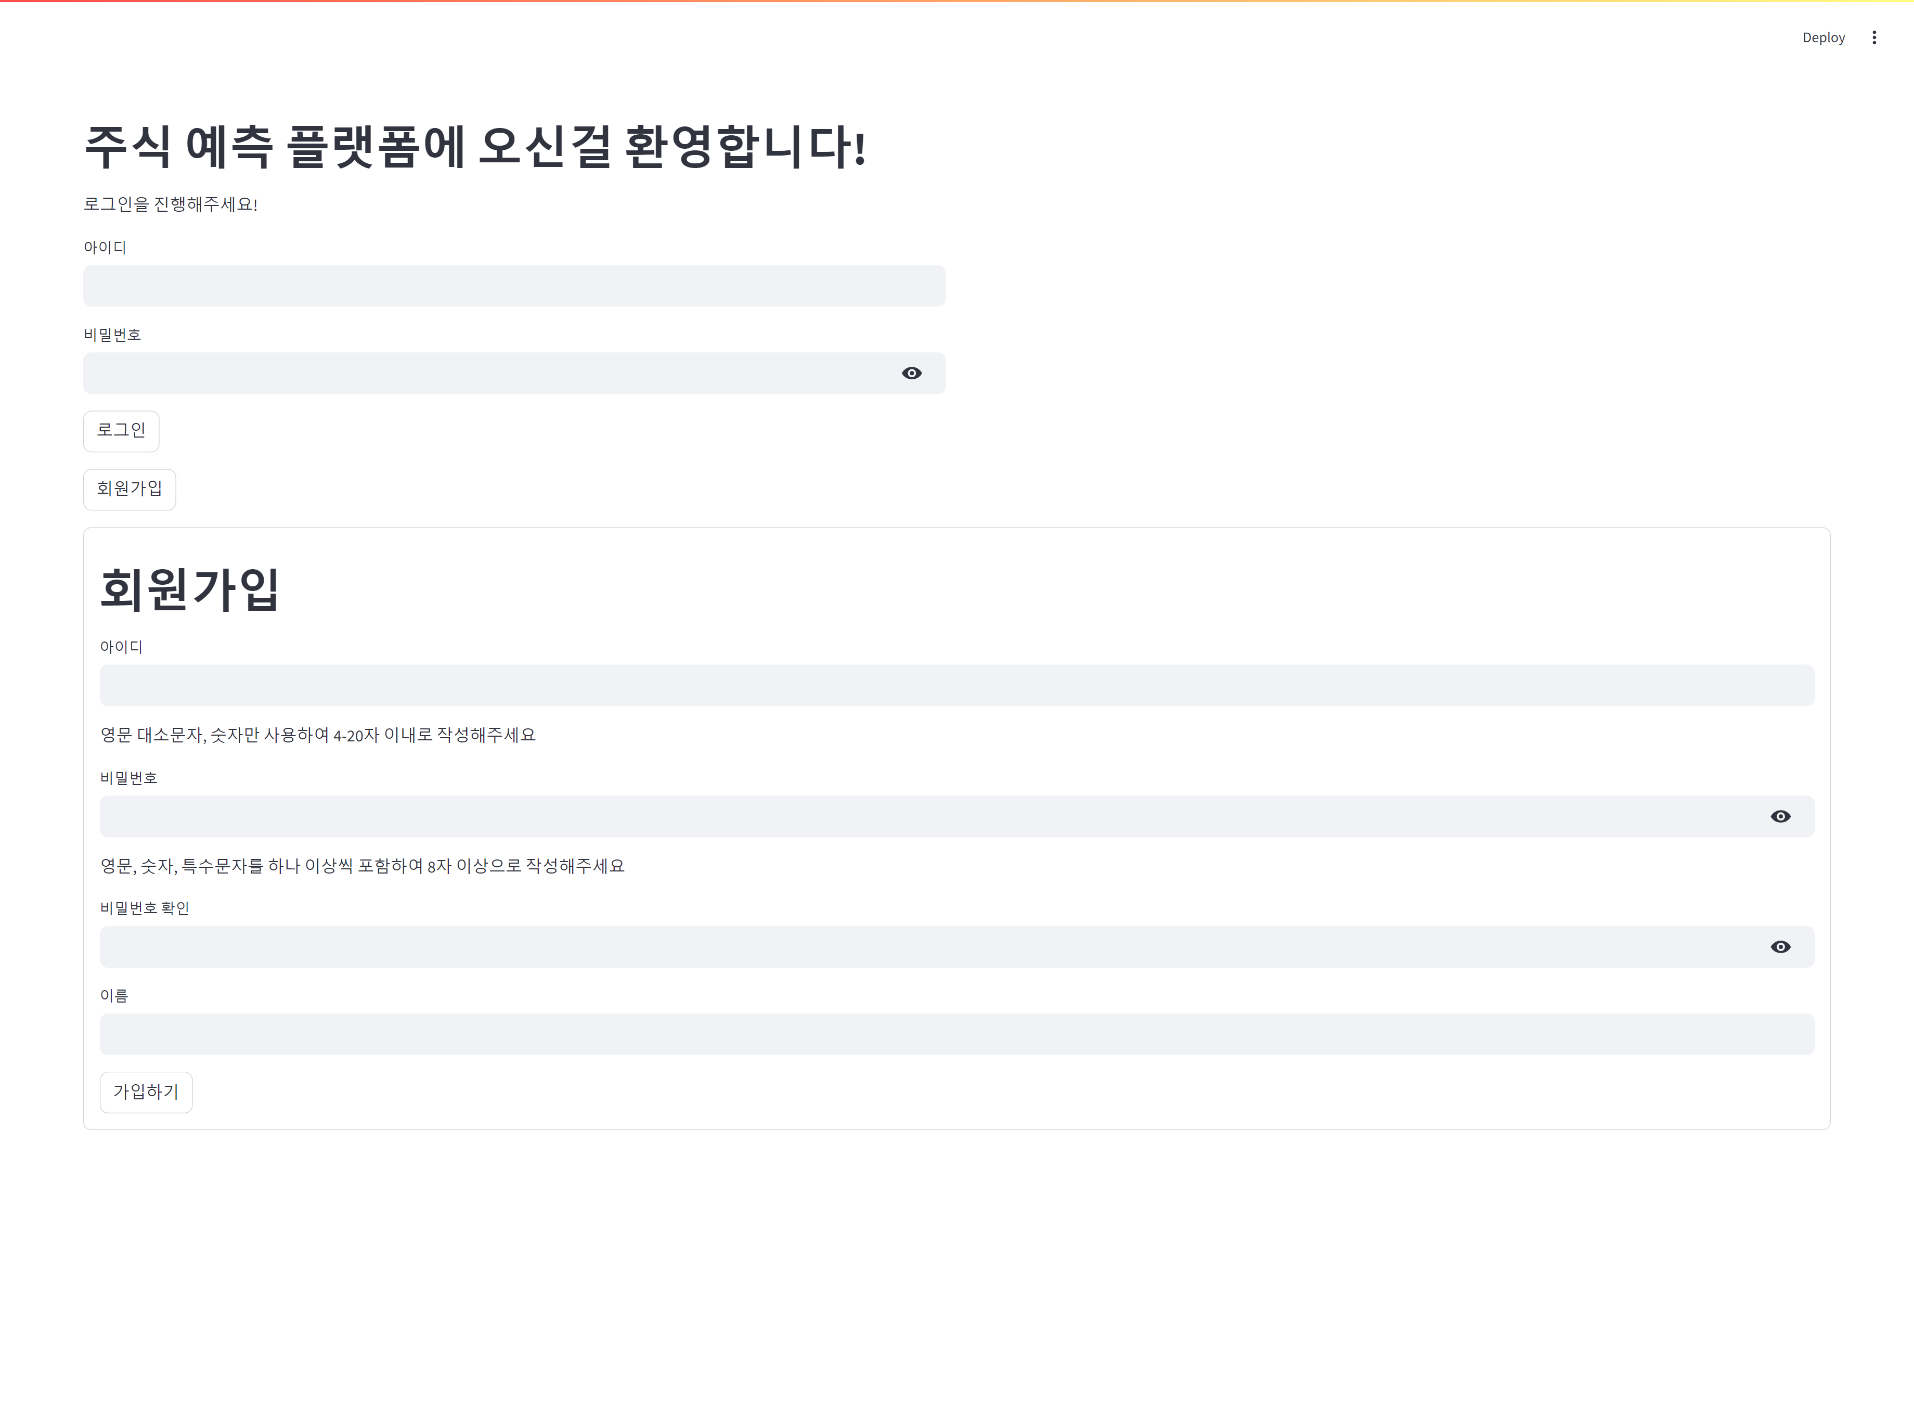 Deploy
주식 예측 플랫폼에 오신걸 환영합니다!
로그인을 진행해주세요!
아이디
비밀번호
로그인
회원가입
회원가입
아이디
영문 대소문자, 숫자만 사용하여 4-20자 이내로 작성해주세요
비밀번호
영문, 숫자, 특수문자를 하나 이상씩 포함하여 8자 이상으로 작성해주세요
비밀번호 확인
이름
가입하기